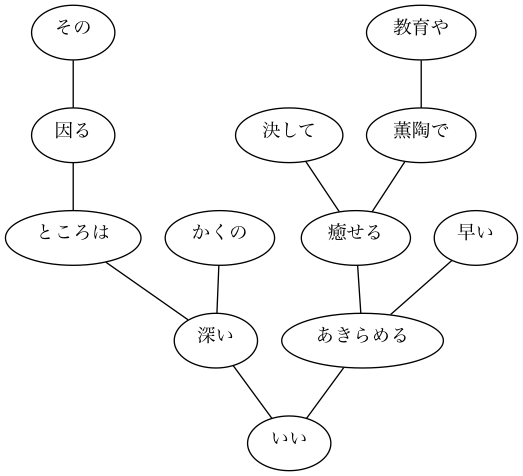 その
教育や
因る
決して
薫陶で
ところは
かくの
癒せる
早い
深い
あきらめる
いい